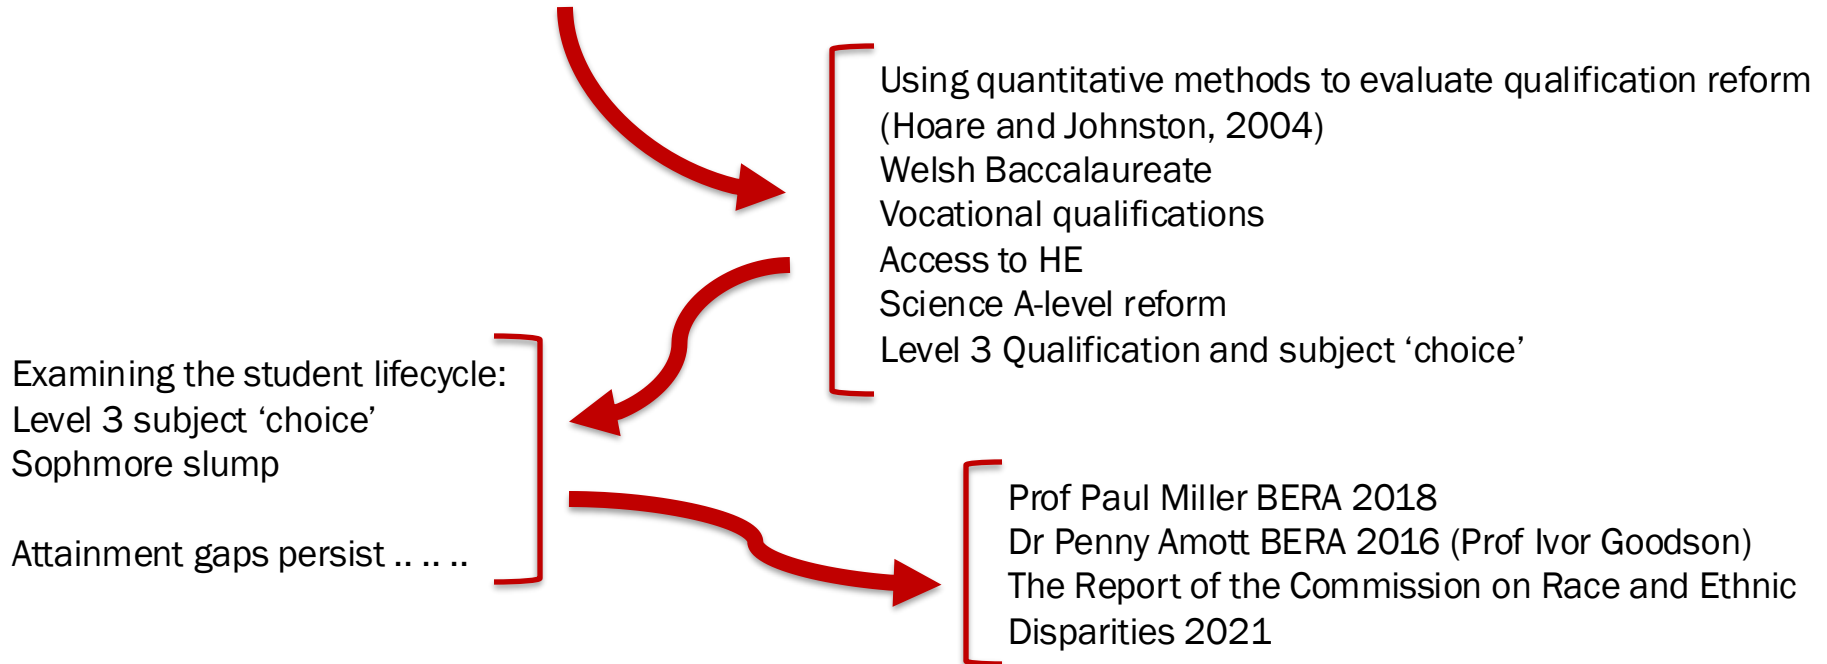 Using quantitative methods to evaluate qualification reform
(Hoare and Johnston, 2004)
Welsh Baccalaureate
Vocational qualifications
Access to HE
Science A-level reform
Level 3 Qualification and subject ‘choice’
Examining the student lifecycle:
Level 3 subject ‘choice’
Sophmore slump
Attainment gaps persist .. .. ..
Prof Paul Miller BERA 2018
Dr Penny Amott BERA 2016 (Prof Ivor Goodson)
The Report of the Commission on Race and Ethnic
Disparities 2021